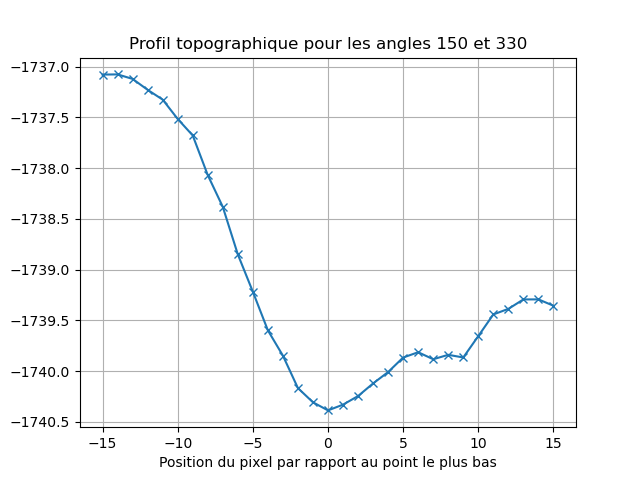 Profil topographique pour les angles 150 et 330
−1737.0
−1737.5
−1738.0
−1738.5
−1739.0
−1739.5
−1740.0
−1740.5
−15 −10 −5 0 5 10 15
Position du pixel par rapport au point le plus bas